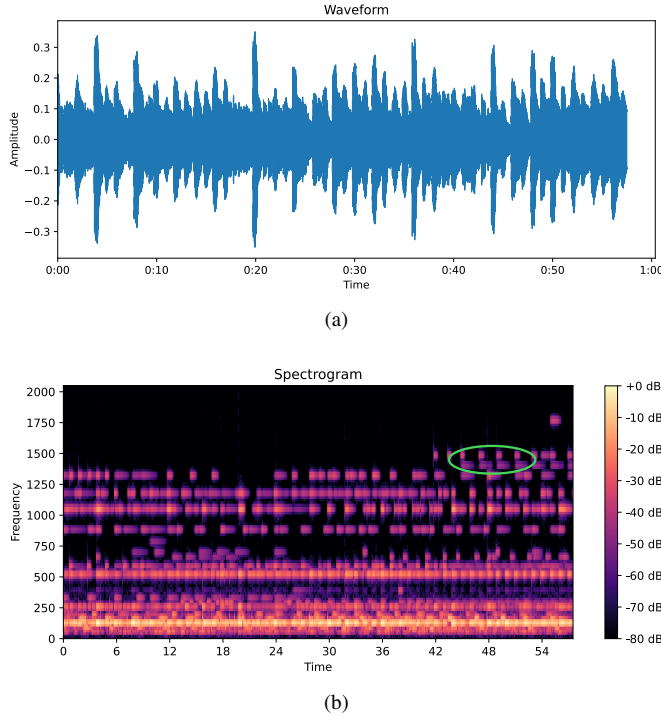 Waveform
0.3
0.2
0.1
0.0
−0.1
−0.2
−0.3
Amplitude
0:00 0:10 0:20 0:30 0:40 0:50 1:00
Time
(a)
Spectrogram
2000
1750
1500
1250
1000
750
500
250
0
Frequency
0 6 12 18 24 30 36 42 48 54
Time
+0 dB
-10 dB
-20 dB
-30 dB
-40 dB
-50 dB
-60 dB
-70 dB
-80 dB
(b)